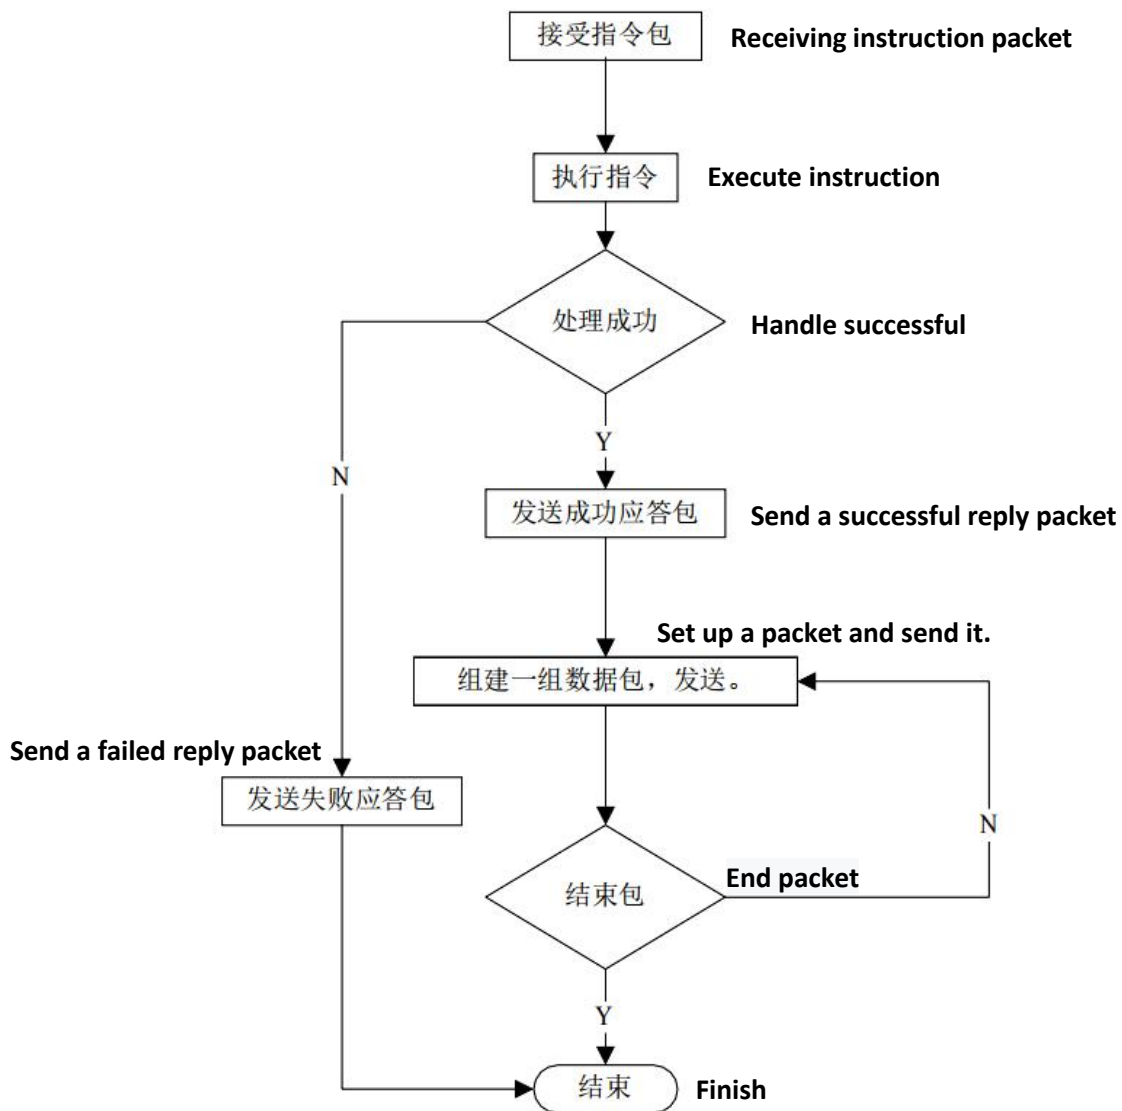 接受指令包
Receiving instruction packet
执行指令
Execute instruction
处理成功
Handle successful
Y
N
发送成功应答包
Send a successful reply packet
Set up a packet and send it.
组建一组数据包，发送。
Send a failed reply packet
发送失败应答包
N
End packet
结束包
Y
结束
Finish